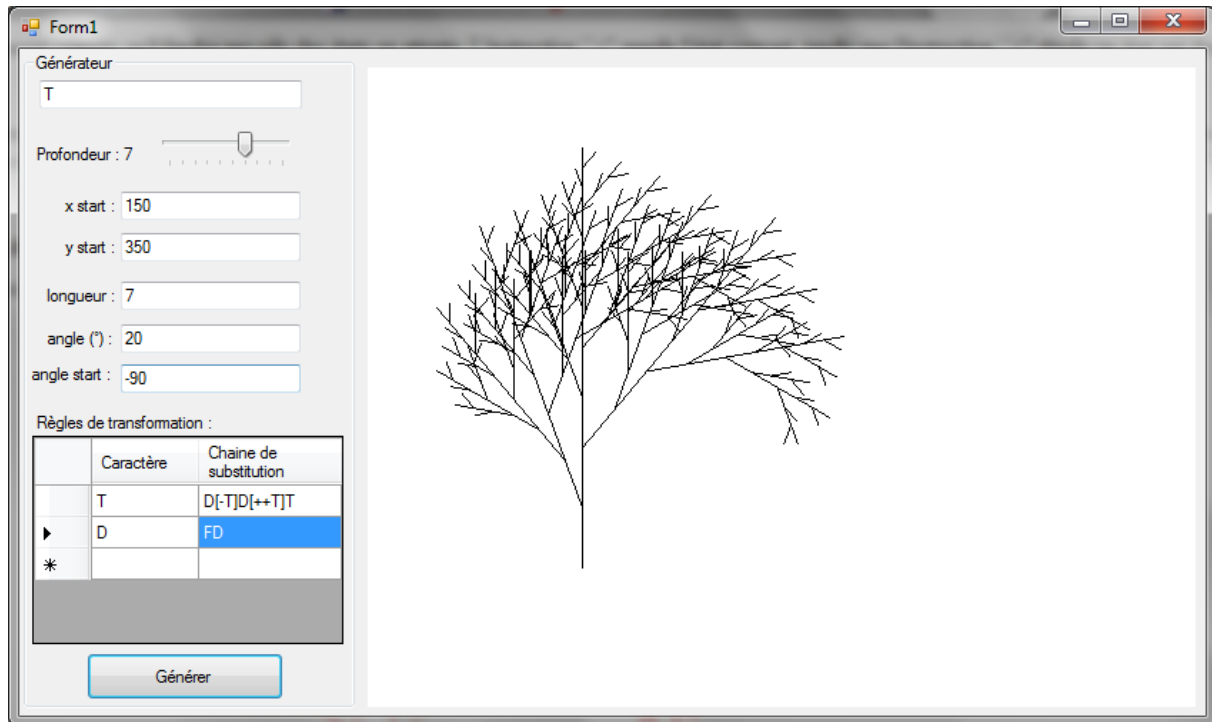 Form1
Générateur
T
Profondeur : 7
x start : 150
y start : 350
longueur : 7
angle (°) : 20
angle start : -90
Règles de transformation :
Caractère Chaine de
substitution
T D[-T]D[++T]T
D FD
Générer